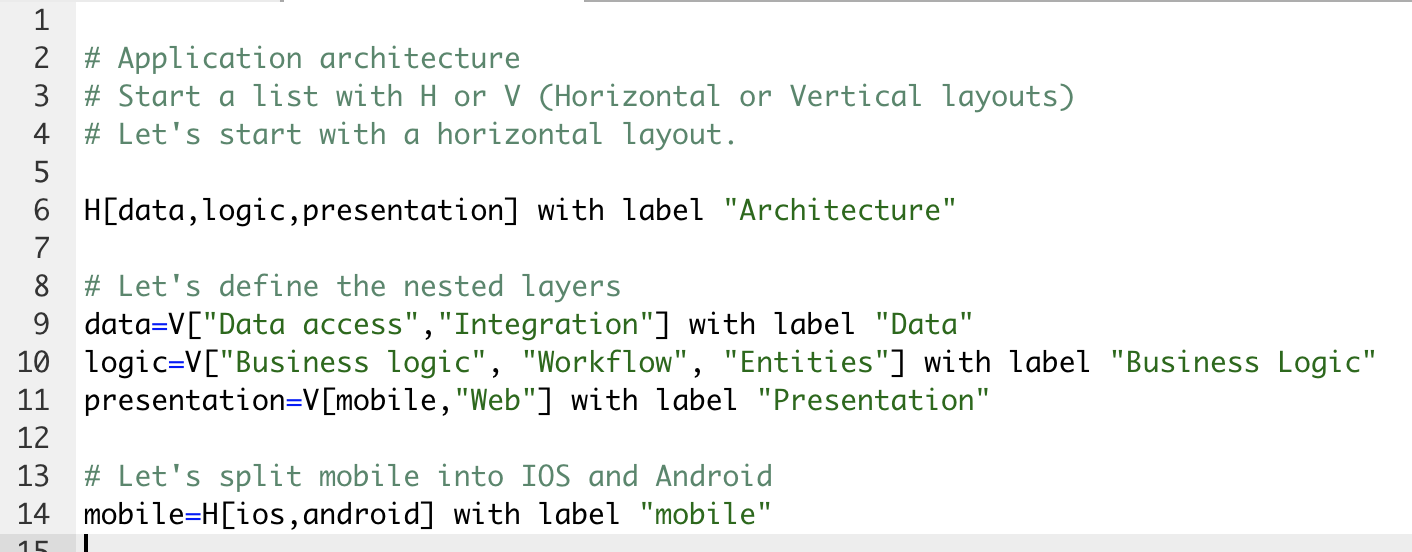 1
2 # Application architecture
3 # Start a list with H or V (Horizontal or Vertical layouts)
4 # Let's start with a horizontal layout.
5
6 H[data,logic,presentation] with label "Architecture"
7
8 # Let's define the nested layers
9 data=V["Data access","Integration"] with label "Data"
10 logic=V["Business logic", "Workflow", "Entities"] with label "Business Logic"
11 presentation=V[mobile,"Web"] with label "Presentation"
12
13 # Let's split mobile into IOS and Android
14 mobile=H[ios,android] with label "mobile"
15